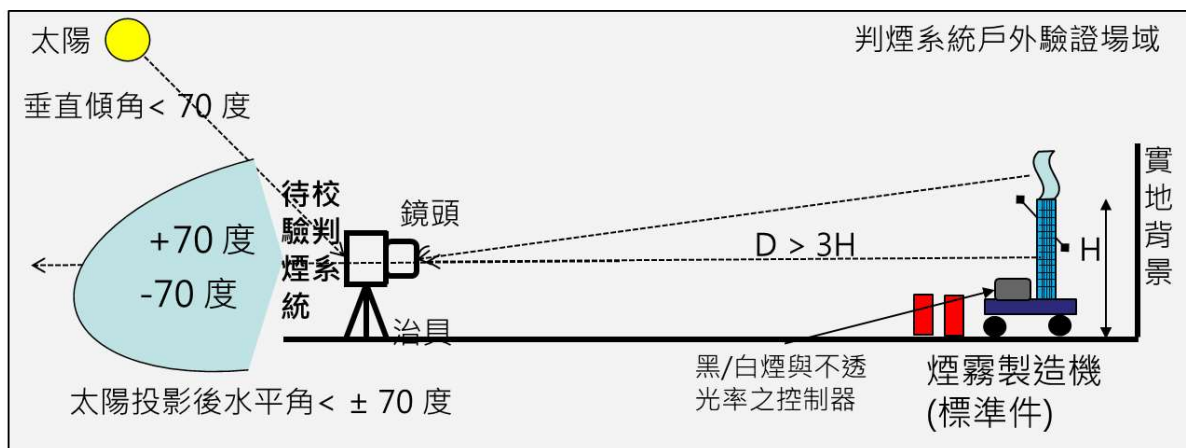 太陽
判煙系統戶外驗證場域
垂直傾角< 70 度
待校
驗判
煙系
統
鏡頭
實地背景
+70 度
-70 度
D > 3H
H
治具
太陽投影後水平角< ± 70 度
黑/白煙與不透
光率之控制器
煙霧製造機
(標準件)